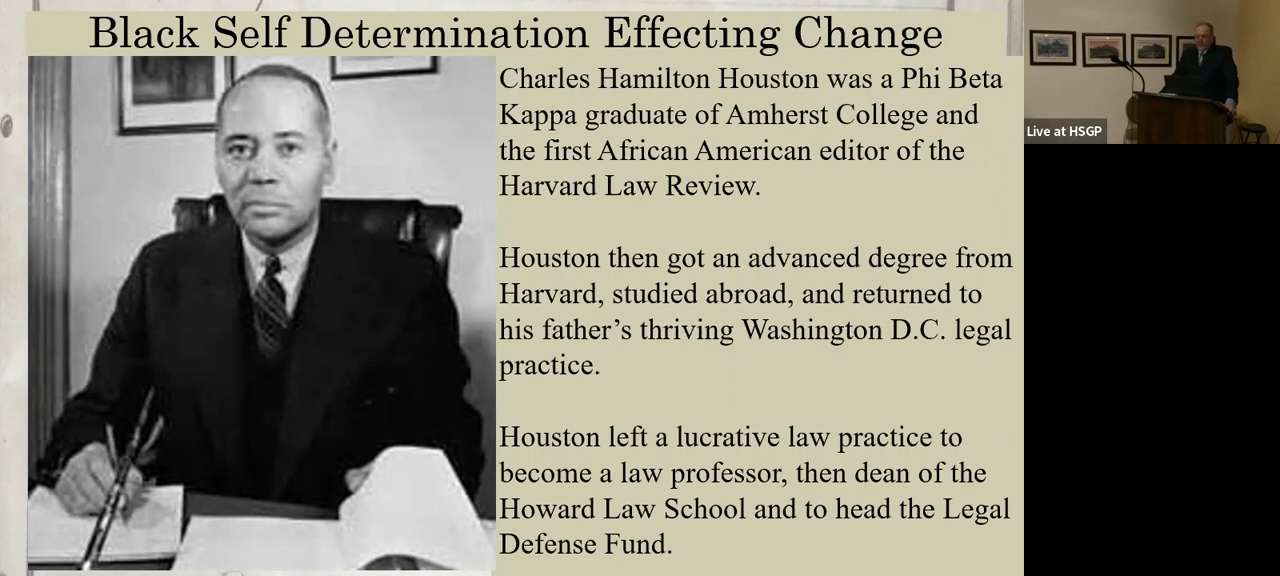 Black Self Determination Effecting Change
Charles Hamilton Houston was a Phi Beta
Kappa graduate of Amherst College and
the first African American editor of the
Harvard Law Review.
Houston then got an advanced degree from
Harvard, studied abroad, and returned to
his father’s thriving Washington D.C. legal
practice.
Houston left a lucrative law practice to
become a law professor, then dean of the
Howard Law School and to head the Legal
Defense Fund.
Live at HSGP